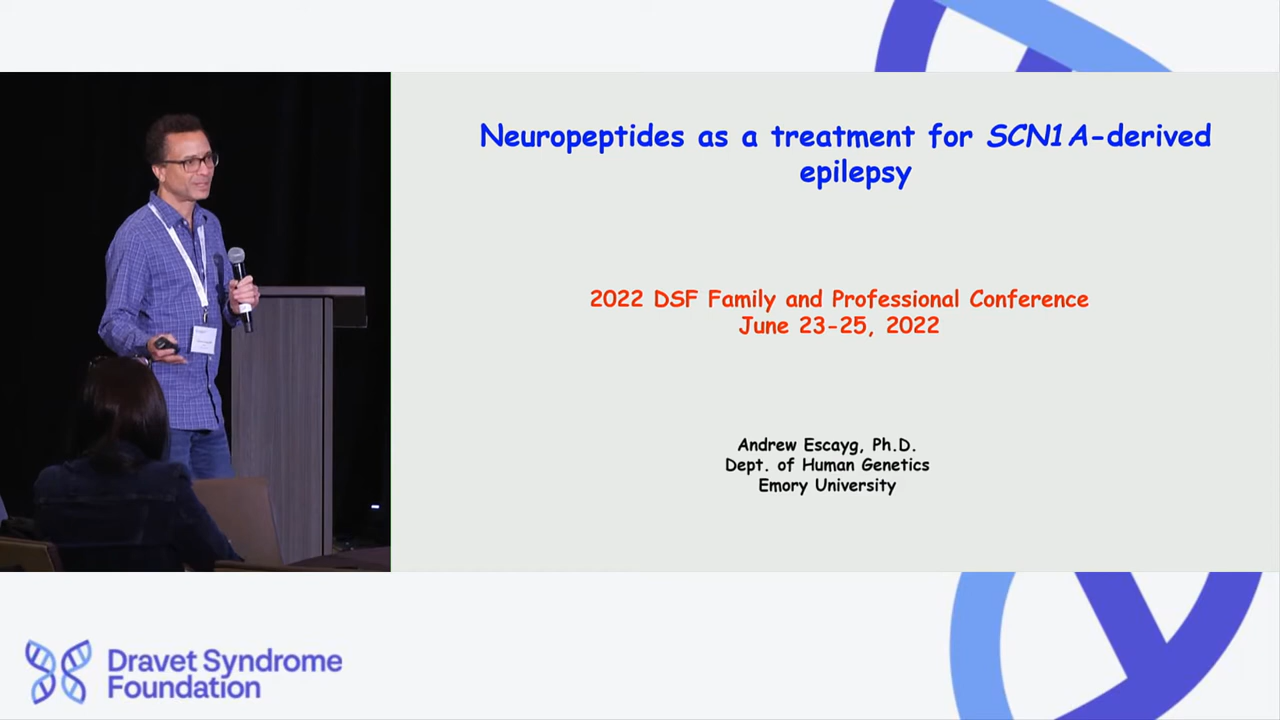 Neuropeptides as a treatment for SCN1A-derived
epilepsy
2022 DSF Family and Professional Conference
June 23-25, 2022
Andrew Escayg, Ph.D.
Dept. of Human Genetics
Emory University
Dravet Syndrome
Foundation